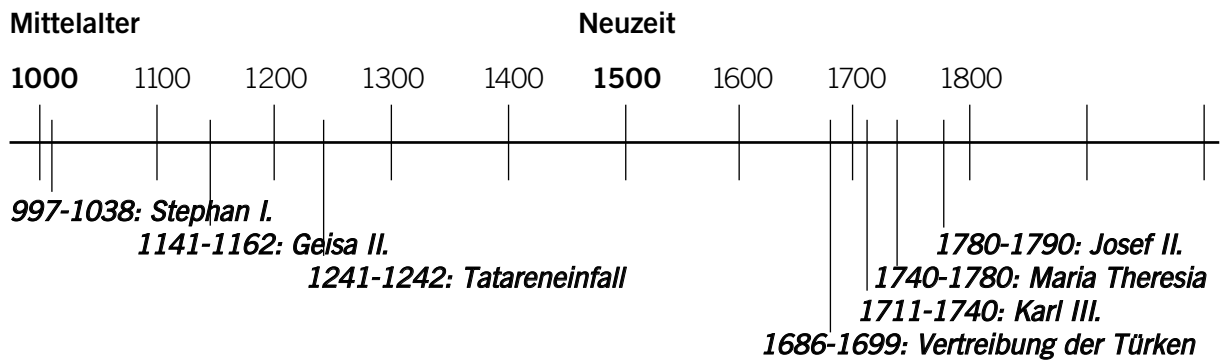 Mittelalter Neuzeit
1000 1100 1200 1300 1400 1500 1600 1700 1800
997-1038: Stephan I.
1141-1162: Geisa II. 1780-1790: Josef II.
1241-1242: Tatareneinfall 1740-1780: Maria Theresia
1711-1740: Karl III.
1686-1699: Vertreibung der Türken